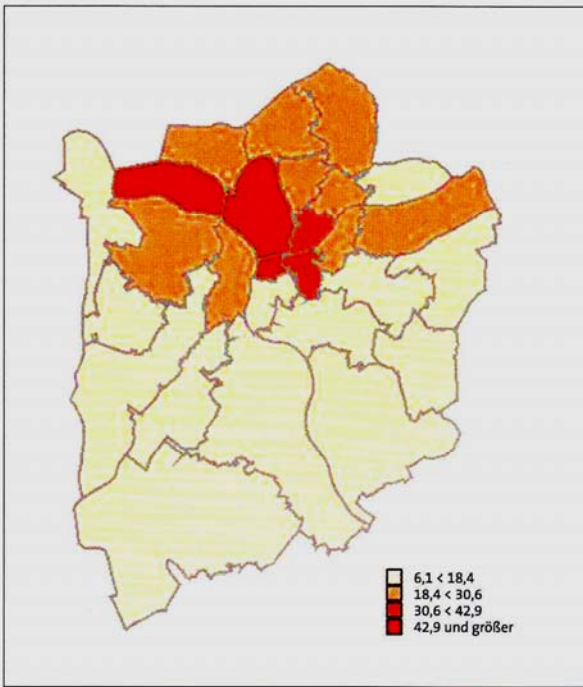 6,1 < 18,4
18,4 < 30,6
30,6 < 42,9
42,9 und größer